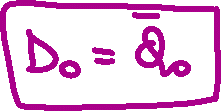 D₀ = Q̅₀